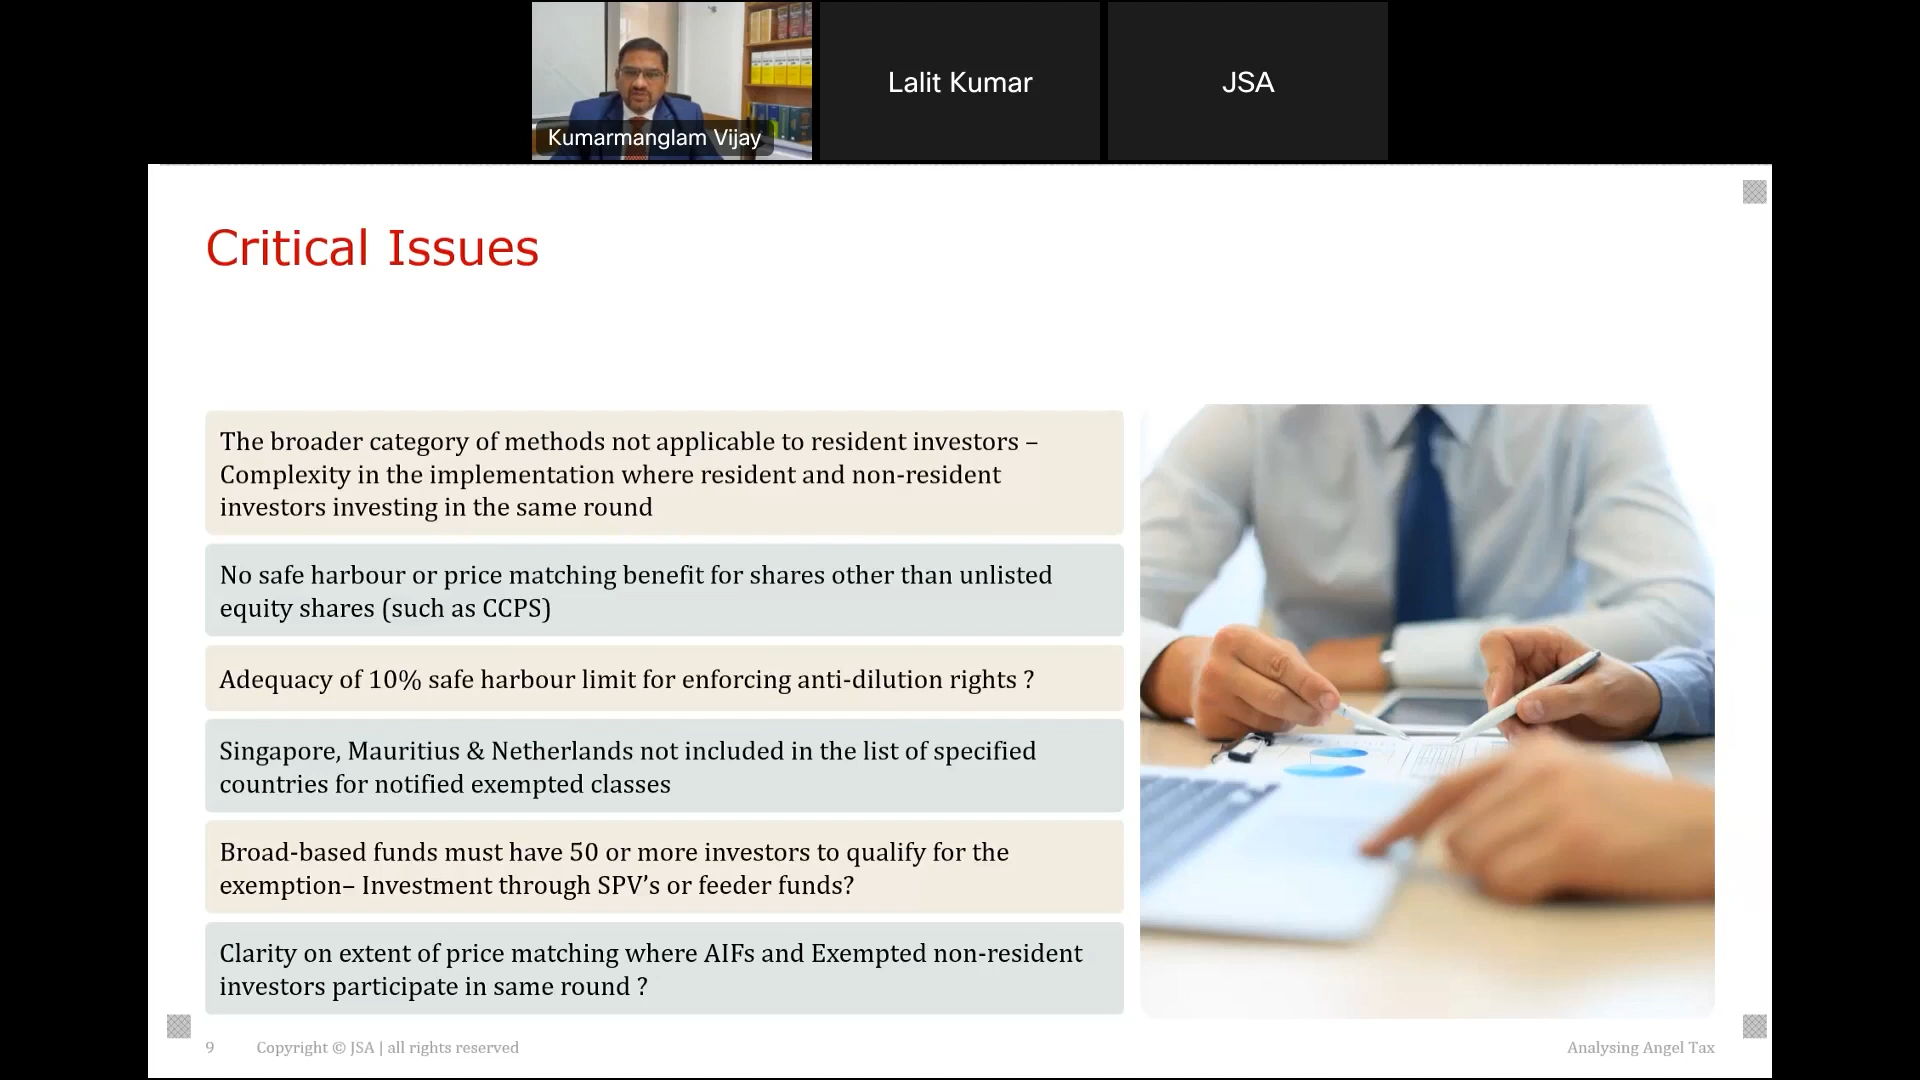 Kumarmanglam Vijay
Lalit Kumar
JSA
Critical Issues
The broader category of methods not applicable to resident investors –
Complexity in the implementation where resident and non-resident
investors investing in the same round
No safe harbour or price matching benefit for shares other than unlisted
equity shares (such as CCPS)
Adequacy of 10% safe harbour limit for enforcing anti-dilution rights ?
Singapore, Mauritius & Netherlands not included in the list of specified
countries for notified exempted classes
Broad-based funds must have 50 or more investors to qualify for the
exemption– Investment through SPV’s or feeder funds?
Clarity on extent of price matching where AIFs and Exempted non-resident
investors participate in same round ?
9 Copyright © JSA | all rights reserved Analysing Angel Tax